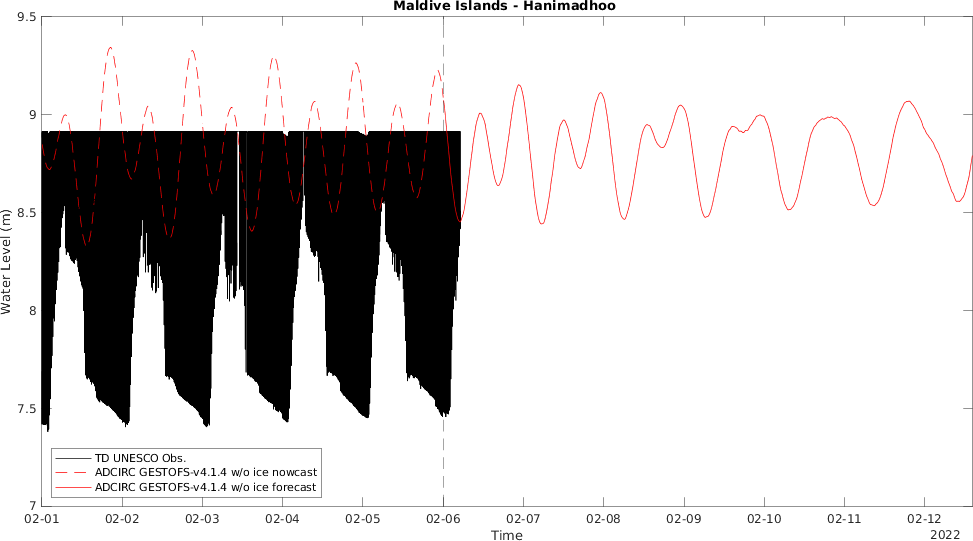 Maldive Islands - Hanimadhoo
Water Level (m)
9.5
9
8.5
8
7.5
7
TD UNESCO Obs.
ADCIRC GESTOFS-v4.1.4 w/o ice nowcast
ADCIRC GESTOFS-v4.1.4 w/o ice forecast
02-01 02-02 02-03 02-04 02-05 02-06 02-07 02-08 02-09 02-10 02-11 02-12
Time
2022